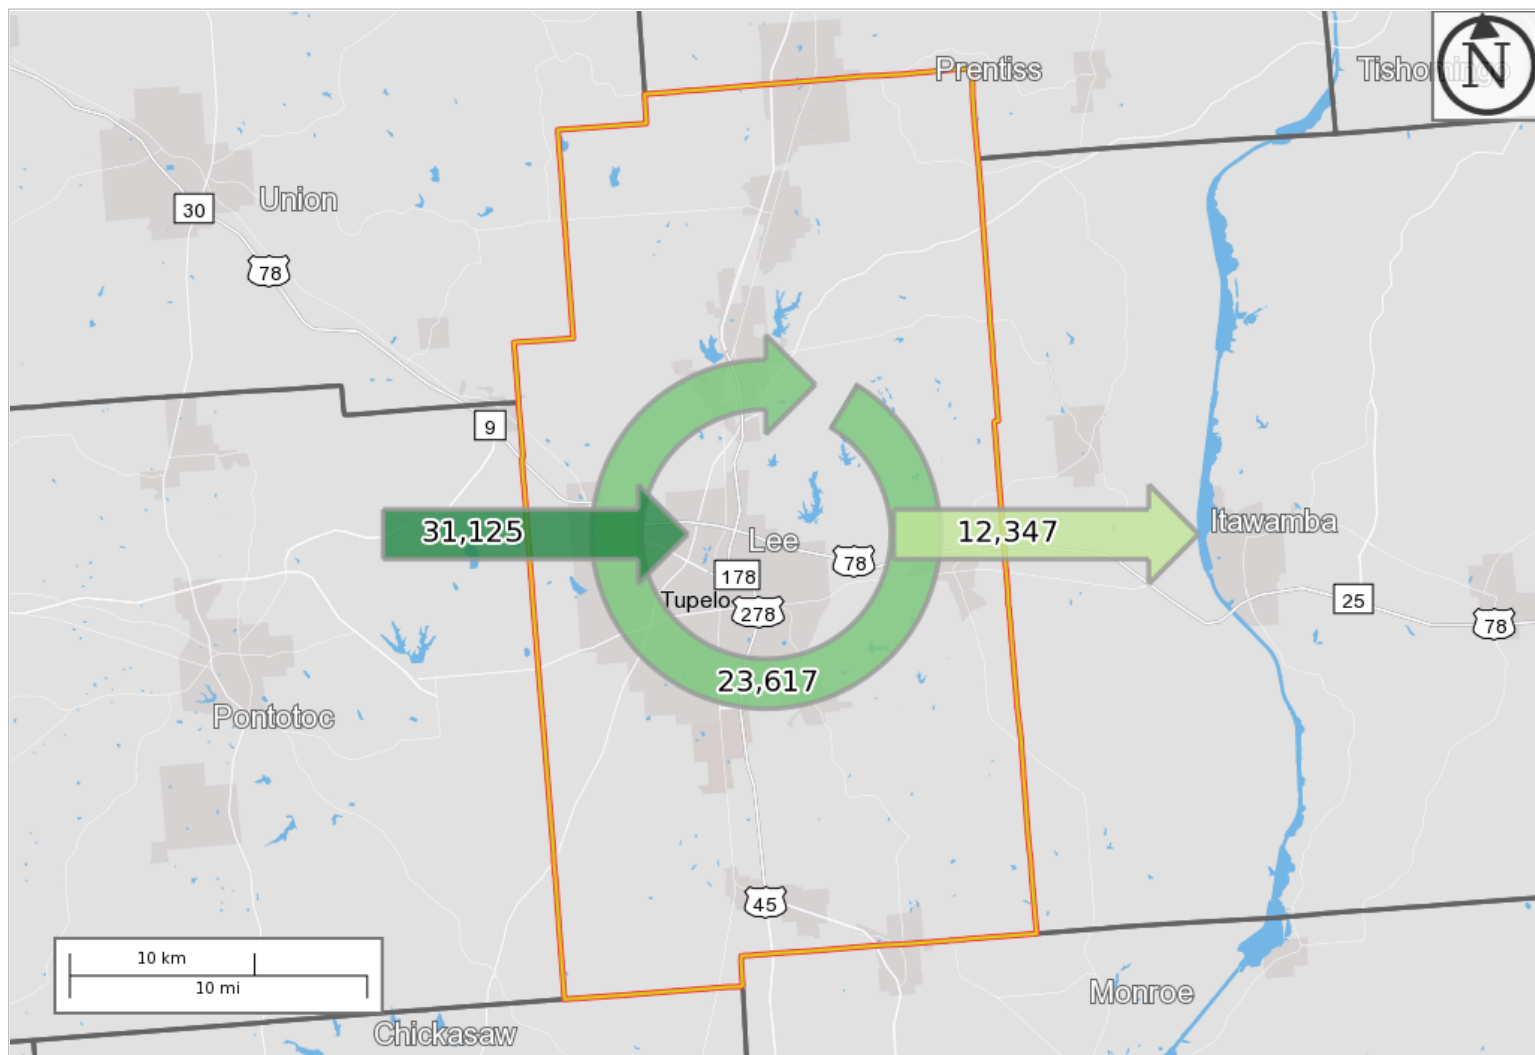 Prentiss
Tishomingo
N
Union
30
78
9
31,125
12,347
Itawamba
Lee
78
178
Tupelo
278
25
78
23,617
Pontotoc
45
10 km
10 mi
Monroe
Chickasaw